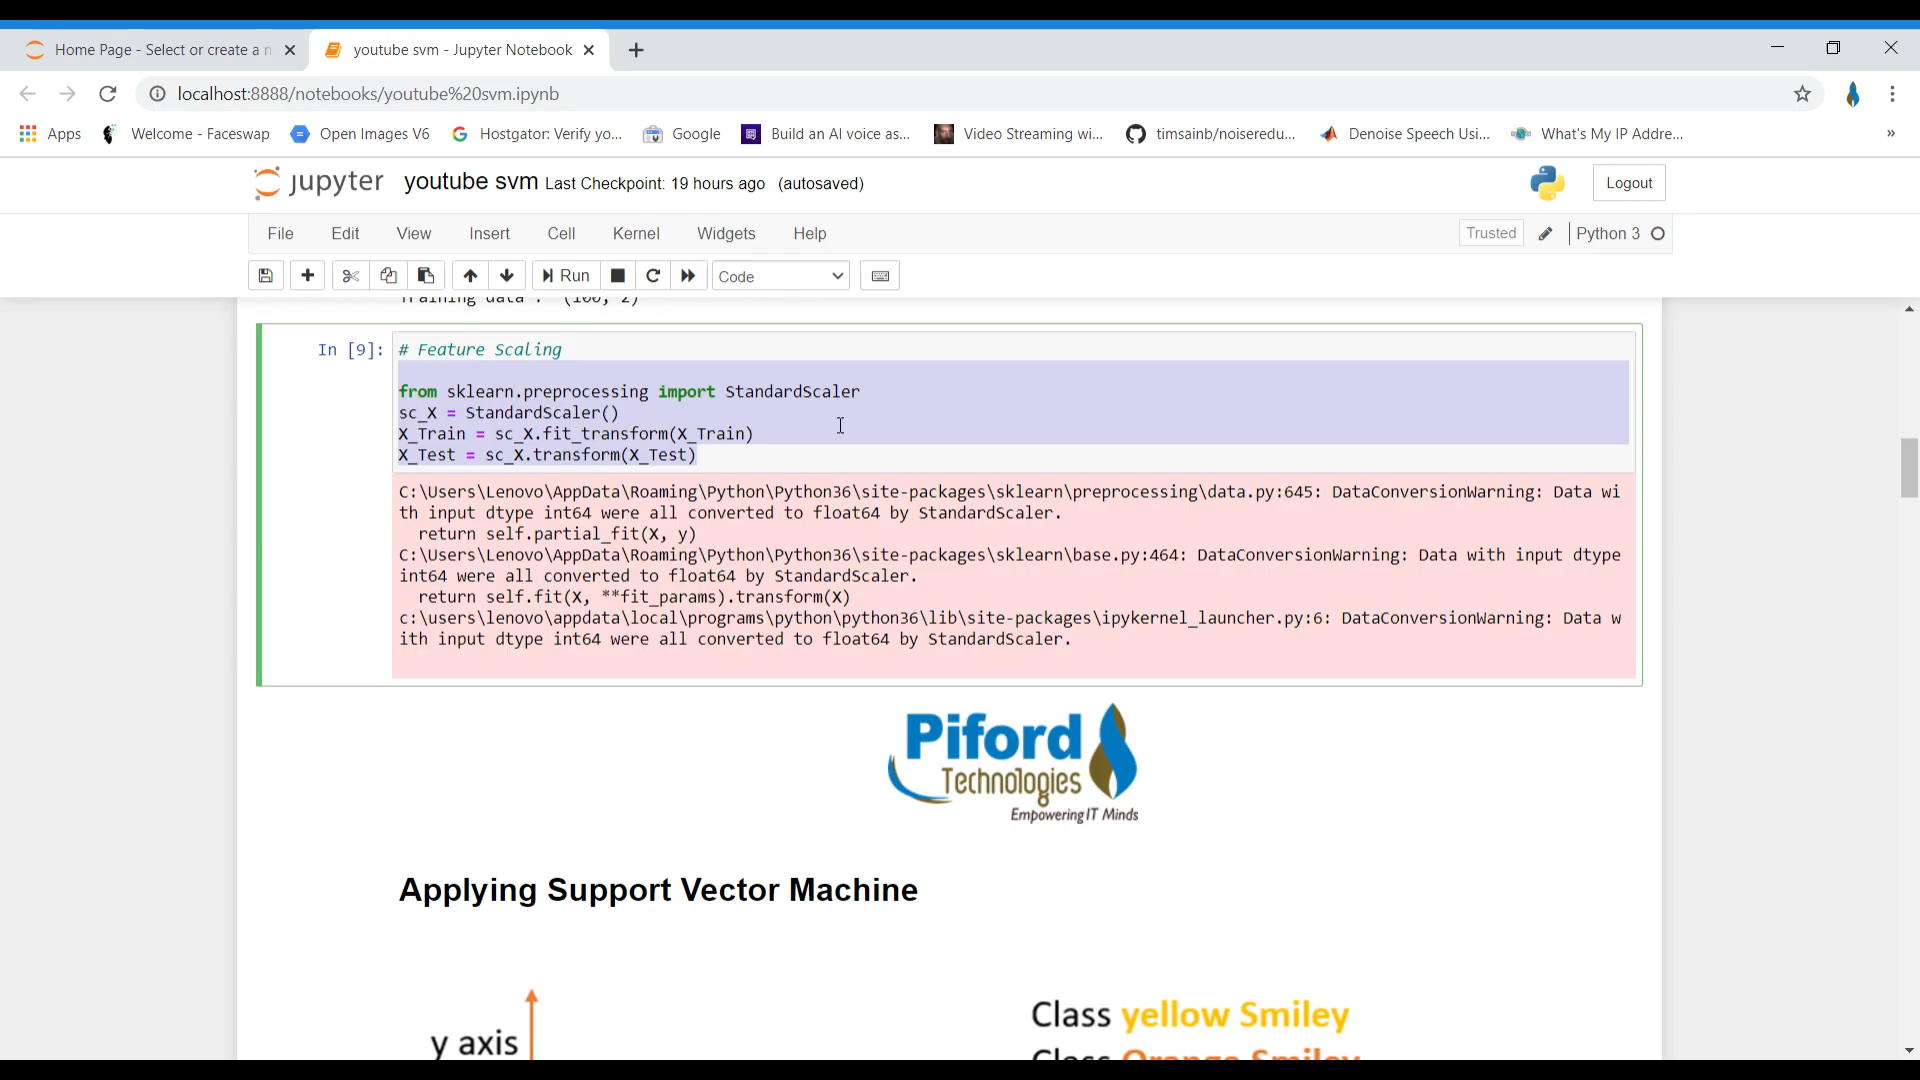 Home Page - Select or create a n
youtube svm - Jupyter Notebook
localhost:8888/notebooks/youtube%20svm.ipynb
Apps
Welcome - Faceswap
Open Images V6
Hostgator: Verify yo...
Google
Build an AI voice as...
Video Streaming wi...
timsainb/noiseredu...
Denoise Speech Usi...
What's My IP Addre...
»
jupyter youtube svm Last Checkpoint: 19 hours ago (autosaved)
Logout
File Edit View Insert Cell Kernel Widgets Help
Trusted
Python 3
Run
Code
Training data : (100, 2)
In [9]: # Feature Scaling
from sklearn.preprocessing import StandardScaler
sc_X = StandardScaler()
X_Train = sc_X.fit_transform(X_Train)
X_Test = sc_X.transform(X_Test)
C:\Users\Lenovo\AppData\Roaming\Python\Python36\site-packages\sklearn\preprocessing\data.py:645: DataConversionWarning: Data wi
th input dtype int64 were all converted to float64 by StandardScaler.
return self.partial_fit(X, y)
C:\Users\Lenovo\AppData\Roaming\Python\Python36\site-packages\sklearn\base.py:464: DataConversionWarning: Data with input dtype
int64 were all converted to float64 by StandardScaler.
return self.fit(X, **fit_params).transform(X)
c:\users\lenovo\appdata\local\programs\python\python36\lib\site-packages\ipykernel_launcher.py:6: DataConversionWarning: Data w
ith input dtype int64 were all converted to float64 by StandardScaler.
Piford
Technologies
Empowering IT Minds
Applying Support Vector Machine
y axis
Class yellow Smiley
Class Orange Smiley